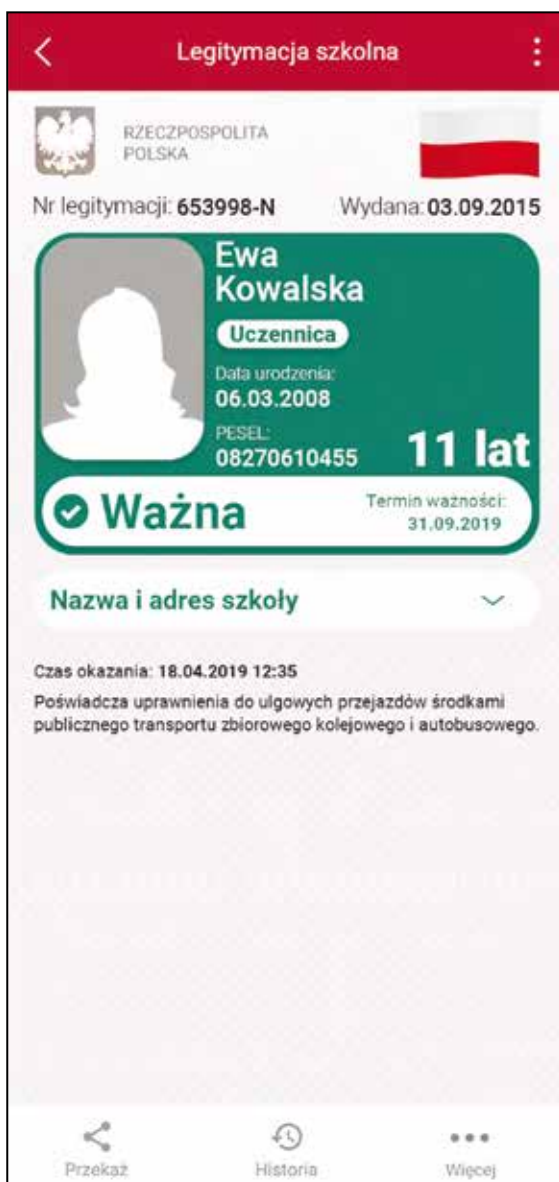 Legitymacja szkolna
RZECZPOSPOLITA
POLSKA
Nr legitymacji: 653998-N Wydana: 03.09.2015
Ewa
Kowalska
Uczennica
Data urodzenia:
06.03.2008
PESEL:
08270610455
11 lat
Ważna
Termin ważności:
31.09.2019
Nazwa i adres szkoły
Czas okazania: 18.04.2019 12:35
Poświadcza uprawnienia do ulgowych przejazdów środkami
publicznego transportu zbiorowego kolejowego i autobusowego.
Przekaż Historia Więcej